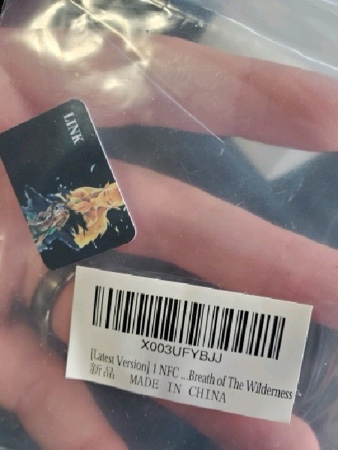 LINK
X003UFYBJJ
[Latest Version] 1 NFC ...Breath of The Wilderness
新品 MADE IN CHINA